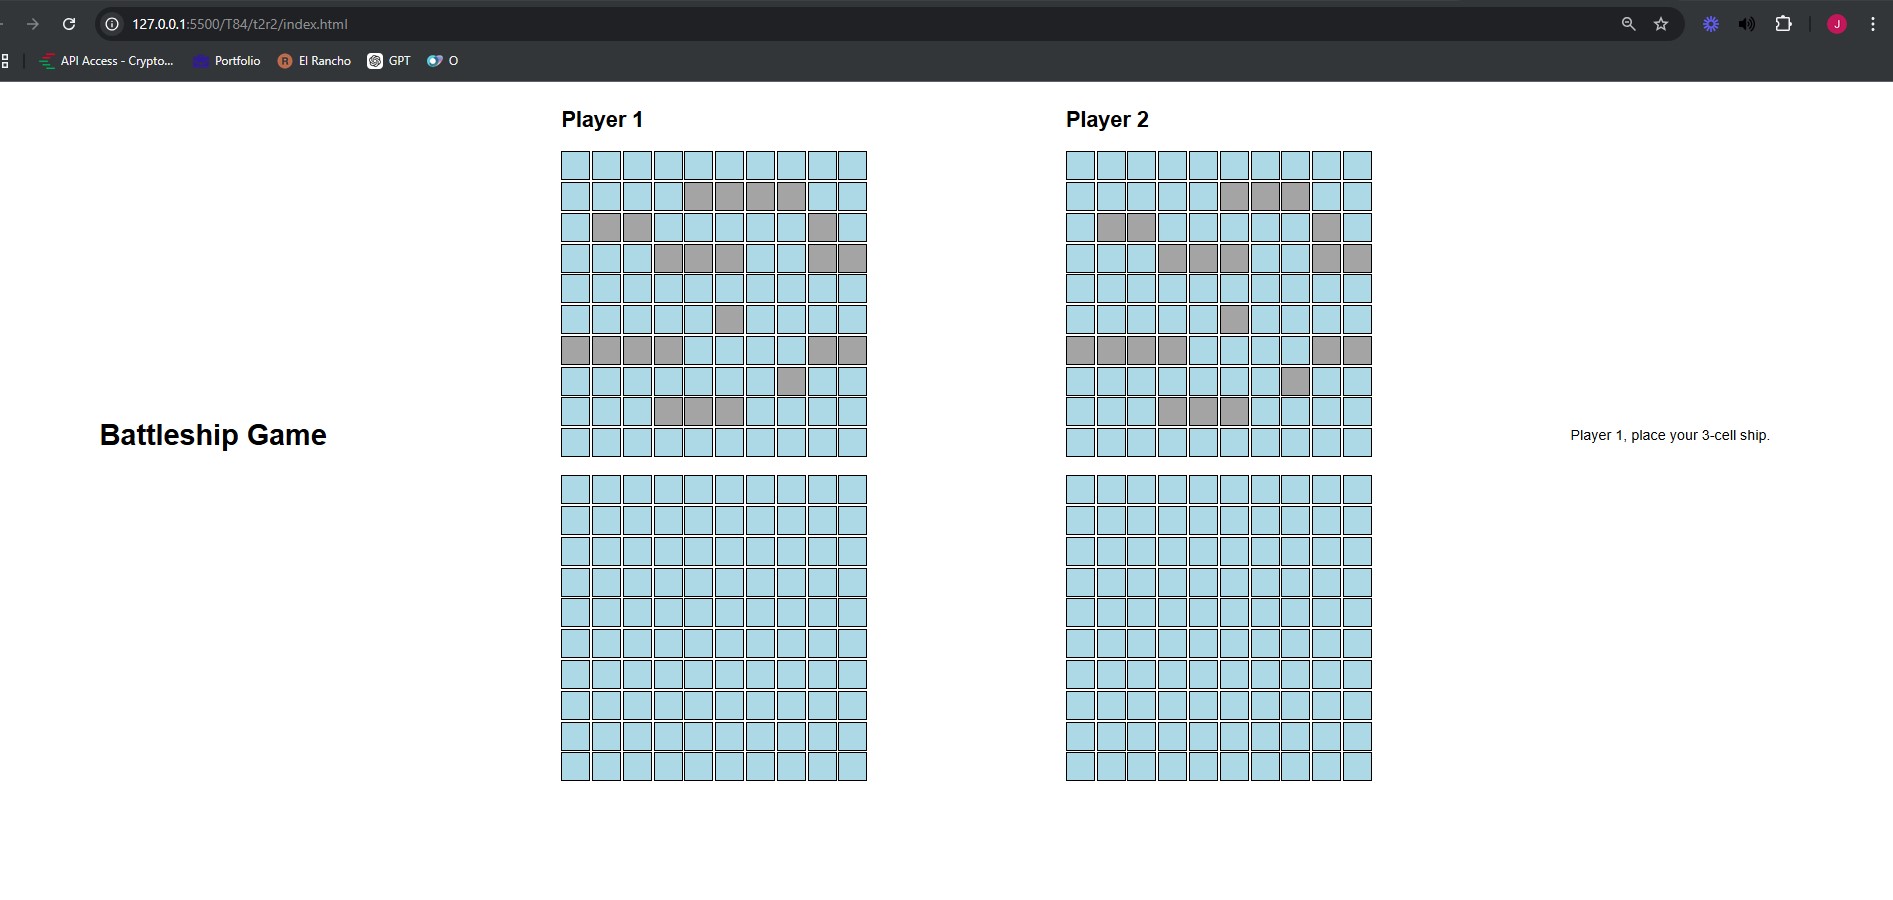 127.0.0.1:5500/T84/t2r2/index.html
J
API Access - Crypto...
Portfolio
R
El Rancho
GPT
O
Player 1
Player 2
Battleship Game
Player 1, place your 3-cell ship.